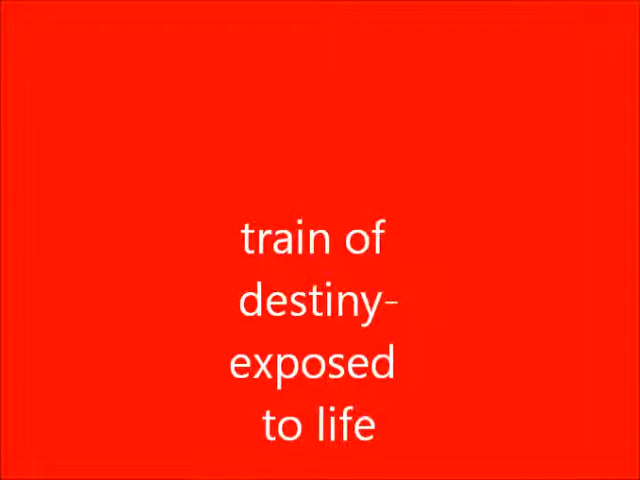 train of
destiny-
exposed
to life